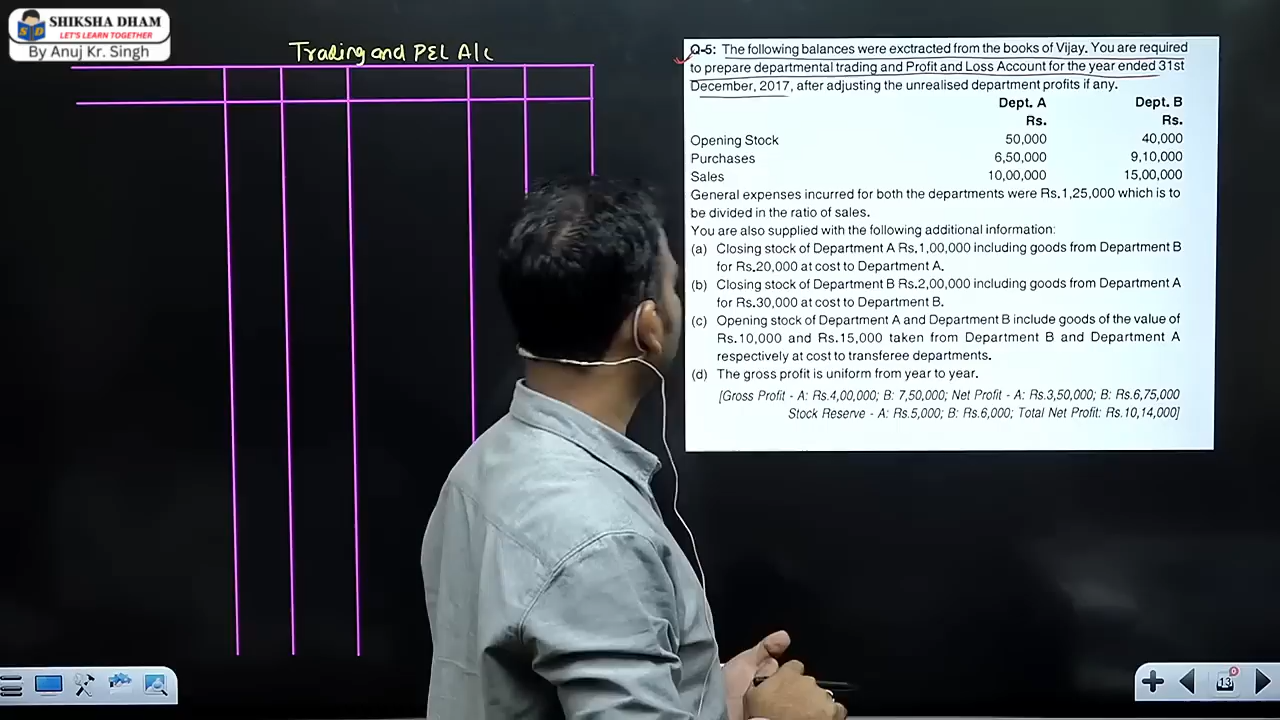 SHIKSHA DHAM
LET'S LEARN TOGETHER
By Anuj Kr. Singh
Trading and P&L A/c
Q-5: The following balances were exctracted from the books of Vijay. You are required
to prepare departmental trading and Profit and Loss Account for the year ended 31st
December, 2017, after adjusting the unrealised department profits if any.
Dept. A Dept. B
Rs. Rs.
Opening Stock 50,000 40,000
Purchases 6,50,000 9,10,000
Sales 10,00,000 15,00,000
General expenses incurred for both the departments were Rs.1,25,000 which is to
be divided in the ratio of sales.
You are also supplied with the following additional information:
(a) Closing stock of Department A Rs.1,00,000 including goods from Department B
for Rs.20,000 at cost to Department A.
(b) Closing stock of Department B Rs.2,00,000 including goods from Department A
for Rs.30,000 at cost to Department B.
(c) Opening stock of Department A and Department B include goods of the value of
Rs.10,000 and Rs.15,000 taken from Department B and Department A
respectively at cost to transferee departments.
(d) The gross profit is uniform from year to year.
[Gross Profit - A: Rs.4,00,000; B: 7,50,000; Net Profit - A: Rs.3,50,000; B: Rs.6,75,000
Stock Reserve - A: Rs.5,000; B: Rs.6,000; Total Net Profit: Rs.10,14,000]
13